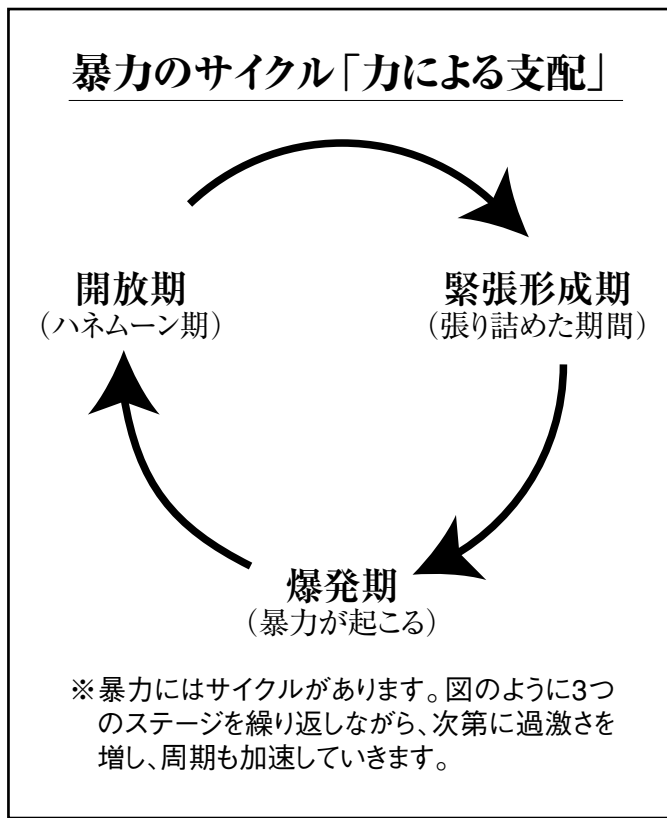 暴力のサイクル「力による支配」
開放期
（ハネムーン期）
緊張形成期
（張り詰めた期間）
爆発期
（暴力が起こる）
※暴力にはサイクルがあります。図のように3つ
のステージを繰り返しながら、次第に過激さを
増し、周期も加速していきます。